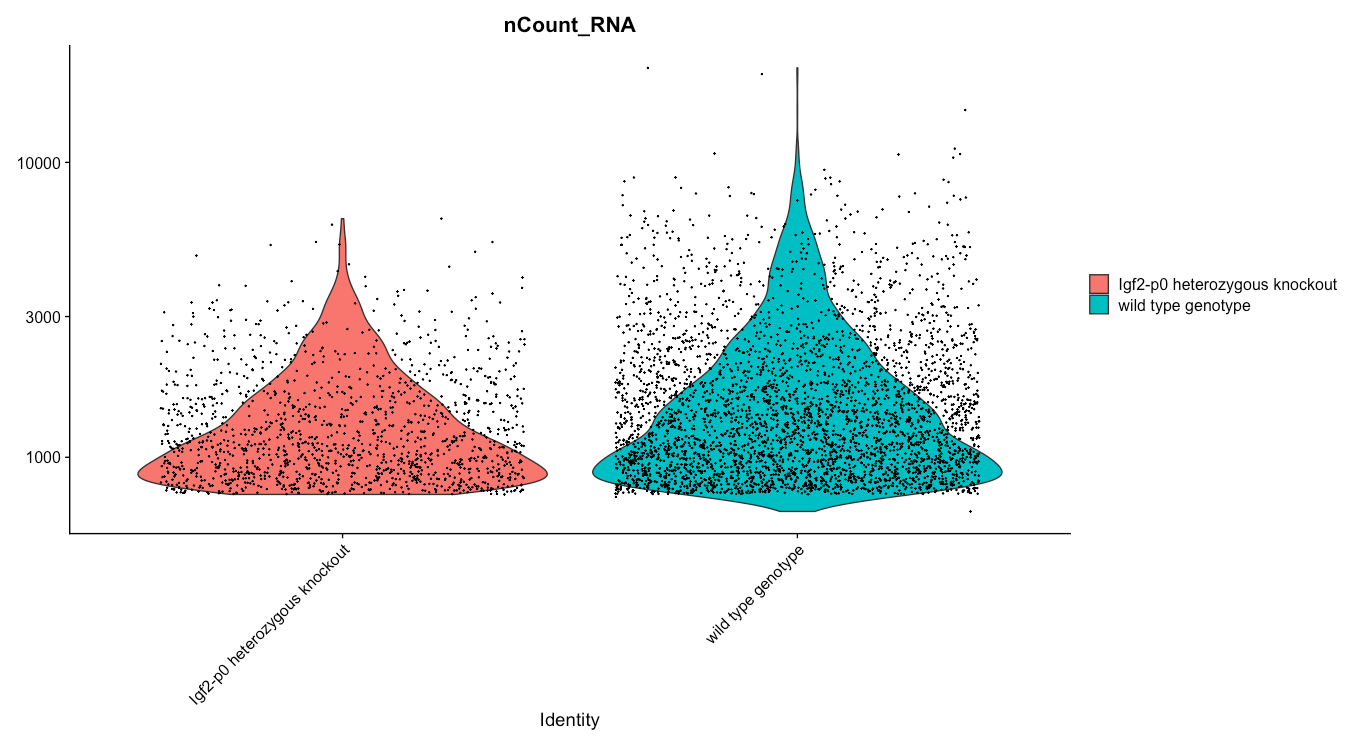 nCount_RNA
10000
3000
1000
Igf2-p0 heterozygous knockout
wild type genotype
Igf2-p0 heterozygous knockout
wild type genotype
Identity